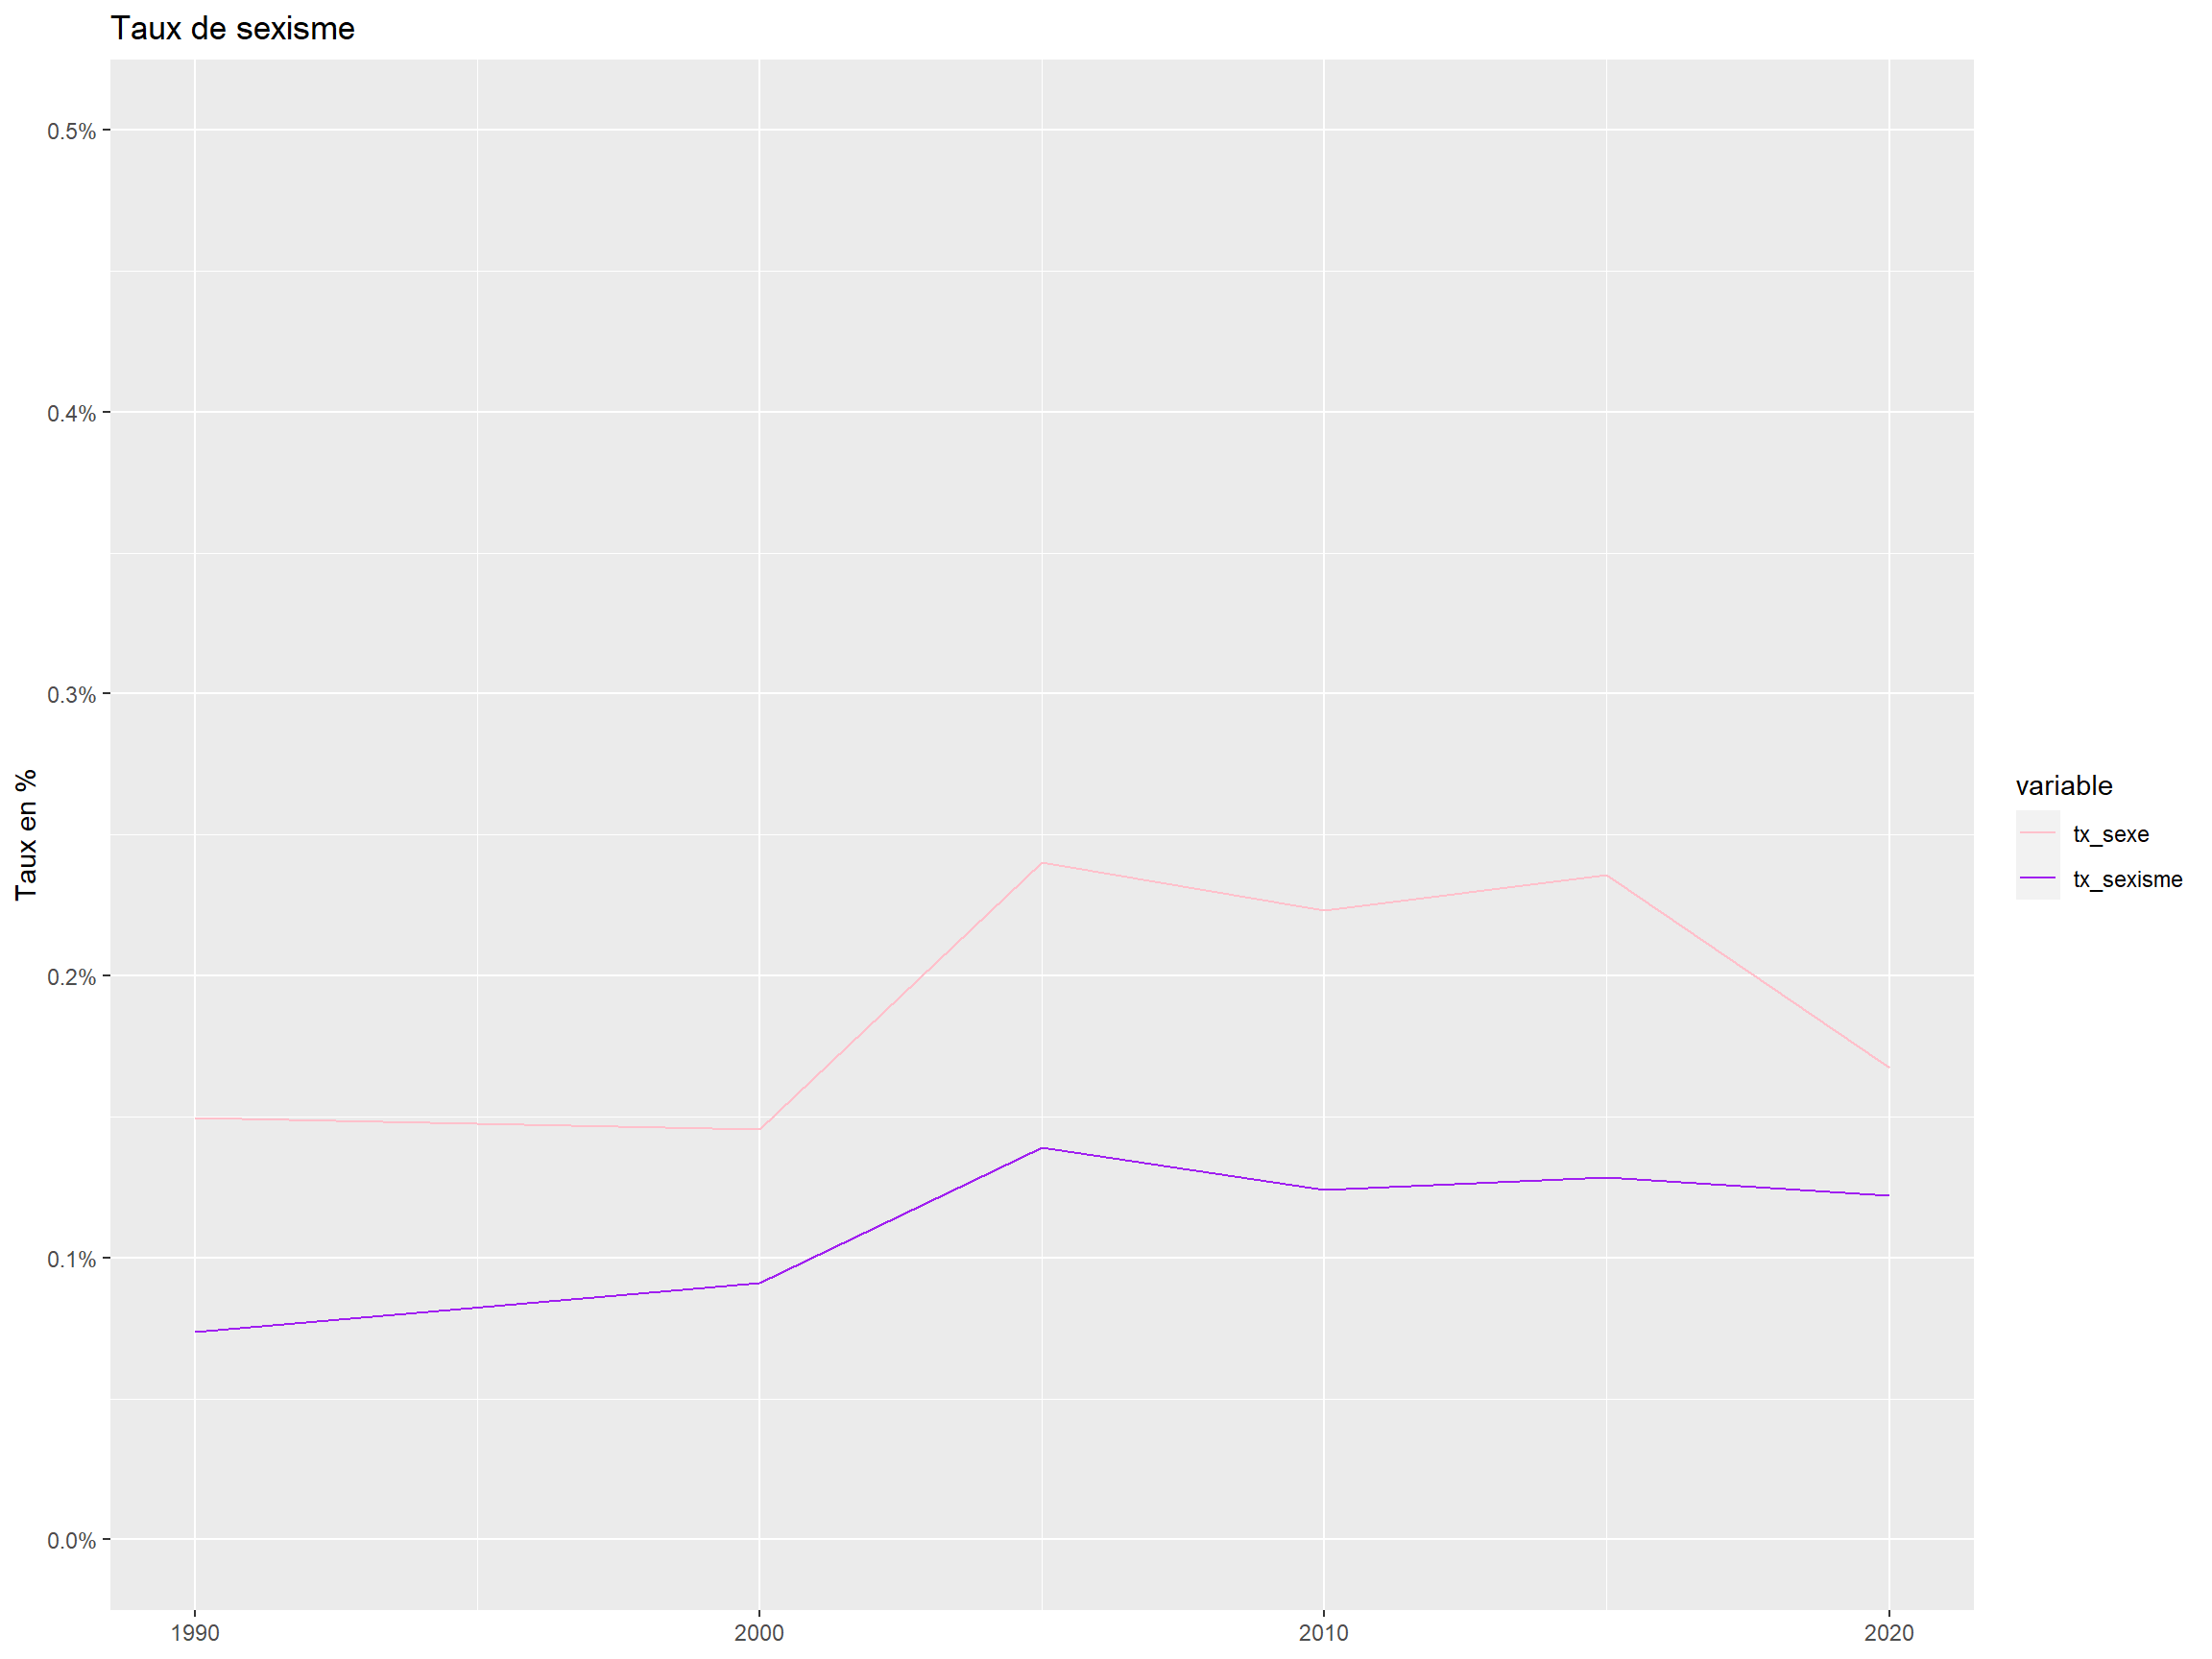 Taux de sexisme
0.5%
0.4%
0.3%
0.2%
0.1%
0.0%
Taux en %
1990 2000 2010 2020
variable
tx_sexe
tx_sexisme